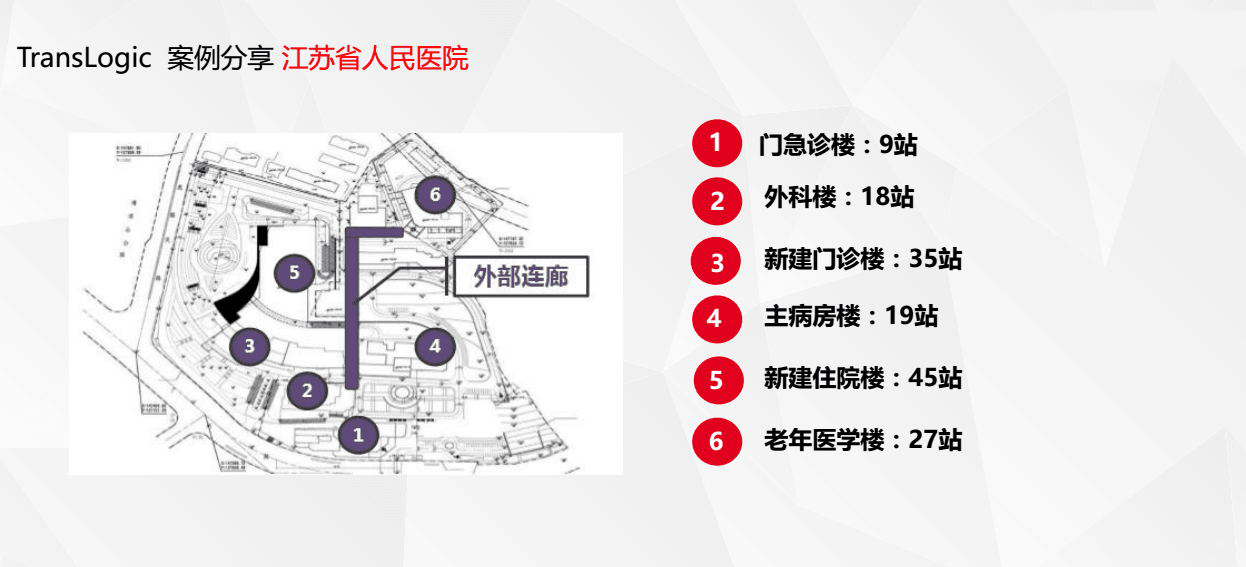 TransLogic 案例分享 江苏省人民医院
6
5
外部连廊
3
4
2
1
1 门急诊楼：9站
2 外科楼：18站
3 新建门诊楼：35站
4 主病房楼：19站
5 新建住院楼：45站
6 老年医学楼：27站